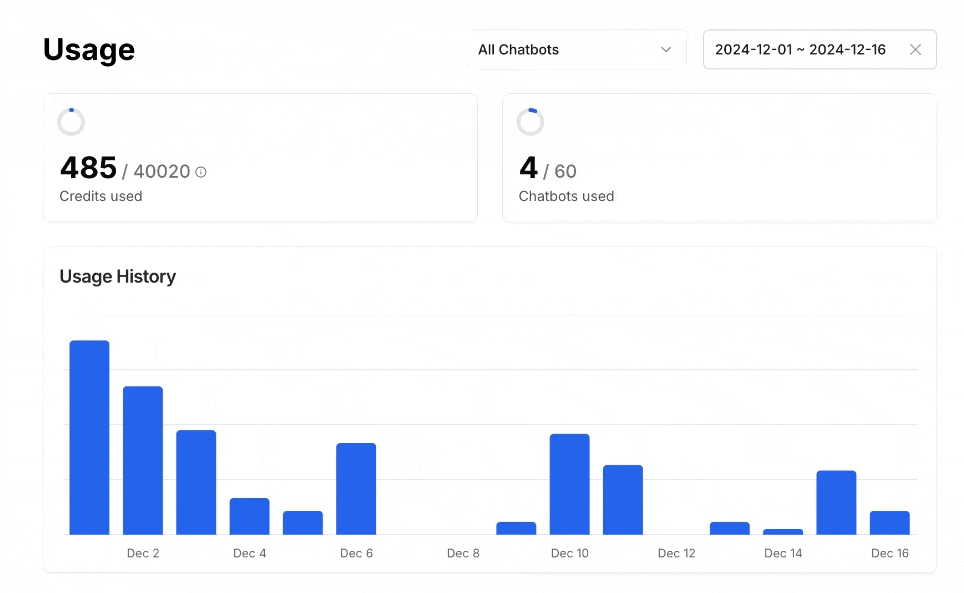 Usage
All Chatbots
2024-12-01 ~ 2024-12-16
485 / 40020
Credits used
4 / 60
Chatbots used
Usage History
Dec 2 Dec 4 Dec 6 Dec 8 Dec 10 Dec 12 Dec 14 Dec 16